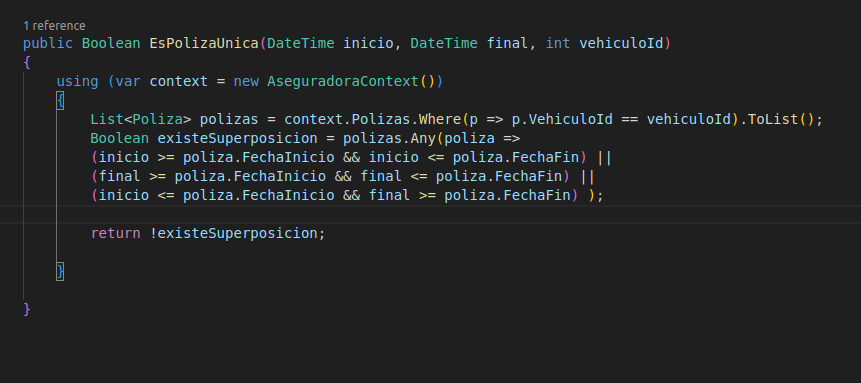 1 reference
public Boolean EsPolizaUnica(DateTime inicio, DateTime final, int vehiculoId)
{
using (var context = new AseguradoraContext())
{
List<Poliza> polizas = context.Polizas.Where(p => p.VehiculoId == vehiculoId).ToList();
Boolean existeSuperposicion = polizas.Any(poliza =>
(inicio >= poliza.FechaInicio && inicio <= poliza.FechaFin) ||
(final >= poliza.FechaInicio && final <= poliza.FechaFin) ||
(inicio <= poliza.FechaInicio && final >= poliza.FechaFin) );
return !existeSuperposicion;
}
}